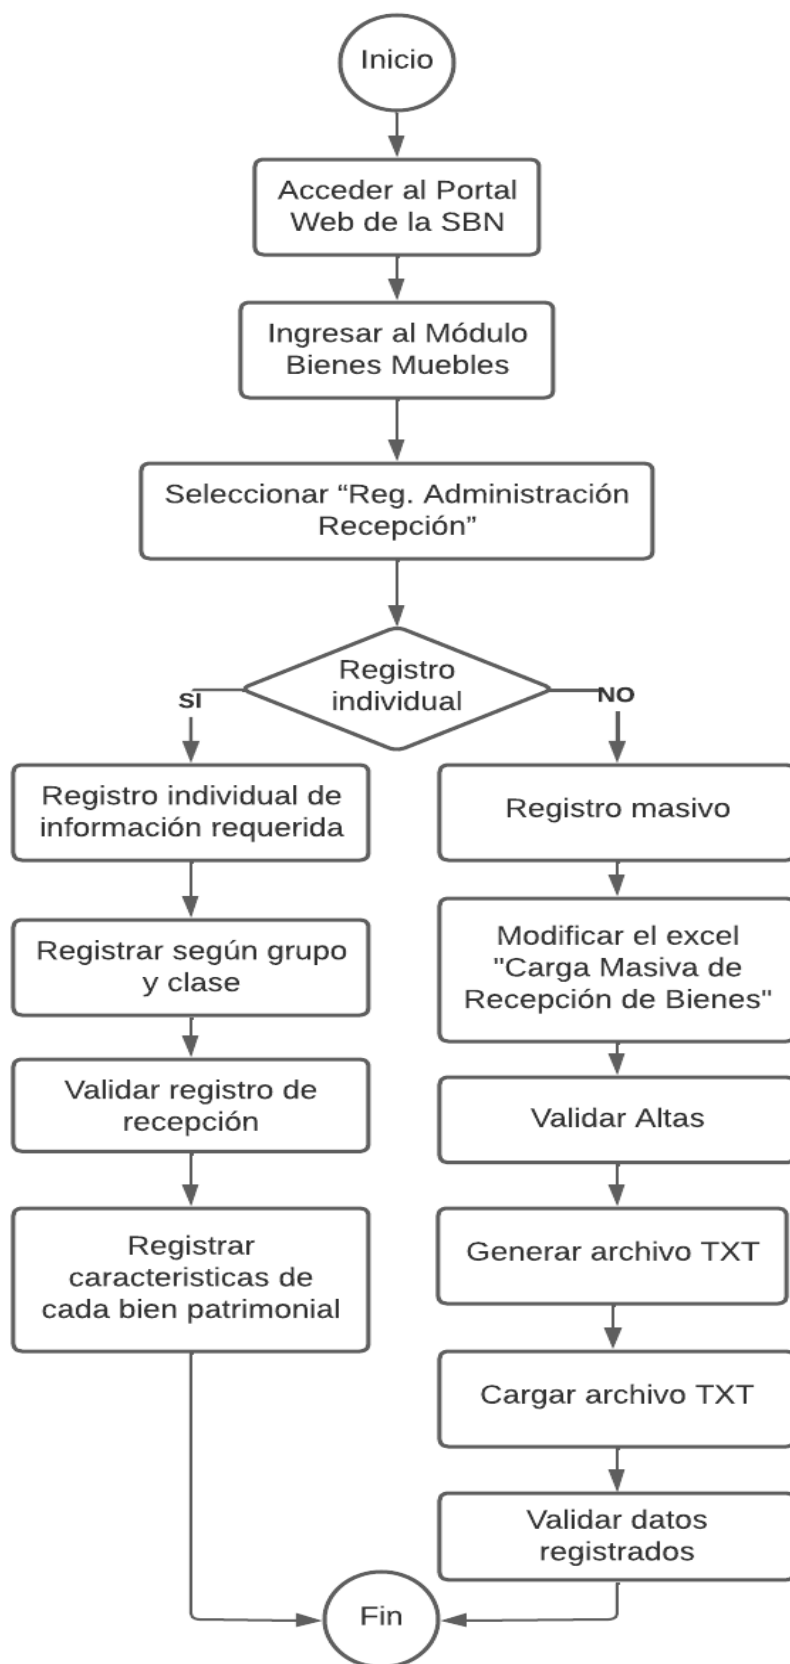 Inicio
Acceder al Portal
Web de la SBN
Ingresar al Módulo
Bienes Muebles
Seleccionar “Reg. Administración
Recepción”
Registro
individual
SI
NO
Registro individual de
información requerida
Registrar según grupo
y clase
Validar registro de
recepción
Registrar
caracteristicas de
cada bien patrimonial
Registro masivo
Modificar el excel
"Carga Masiva de
Recepción de Bienes"
Validar Altas
Generar archivo TXT
Cargar archivo TXT
Validar datos
registrados
Fin